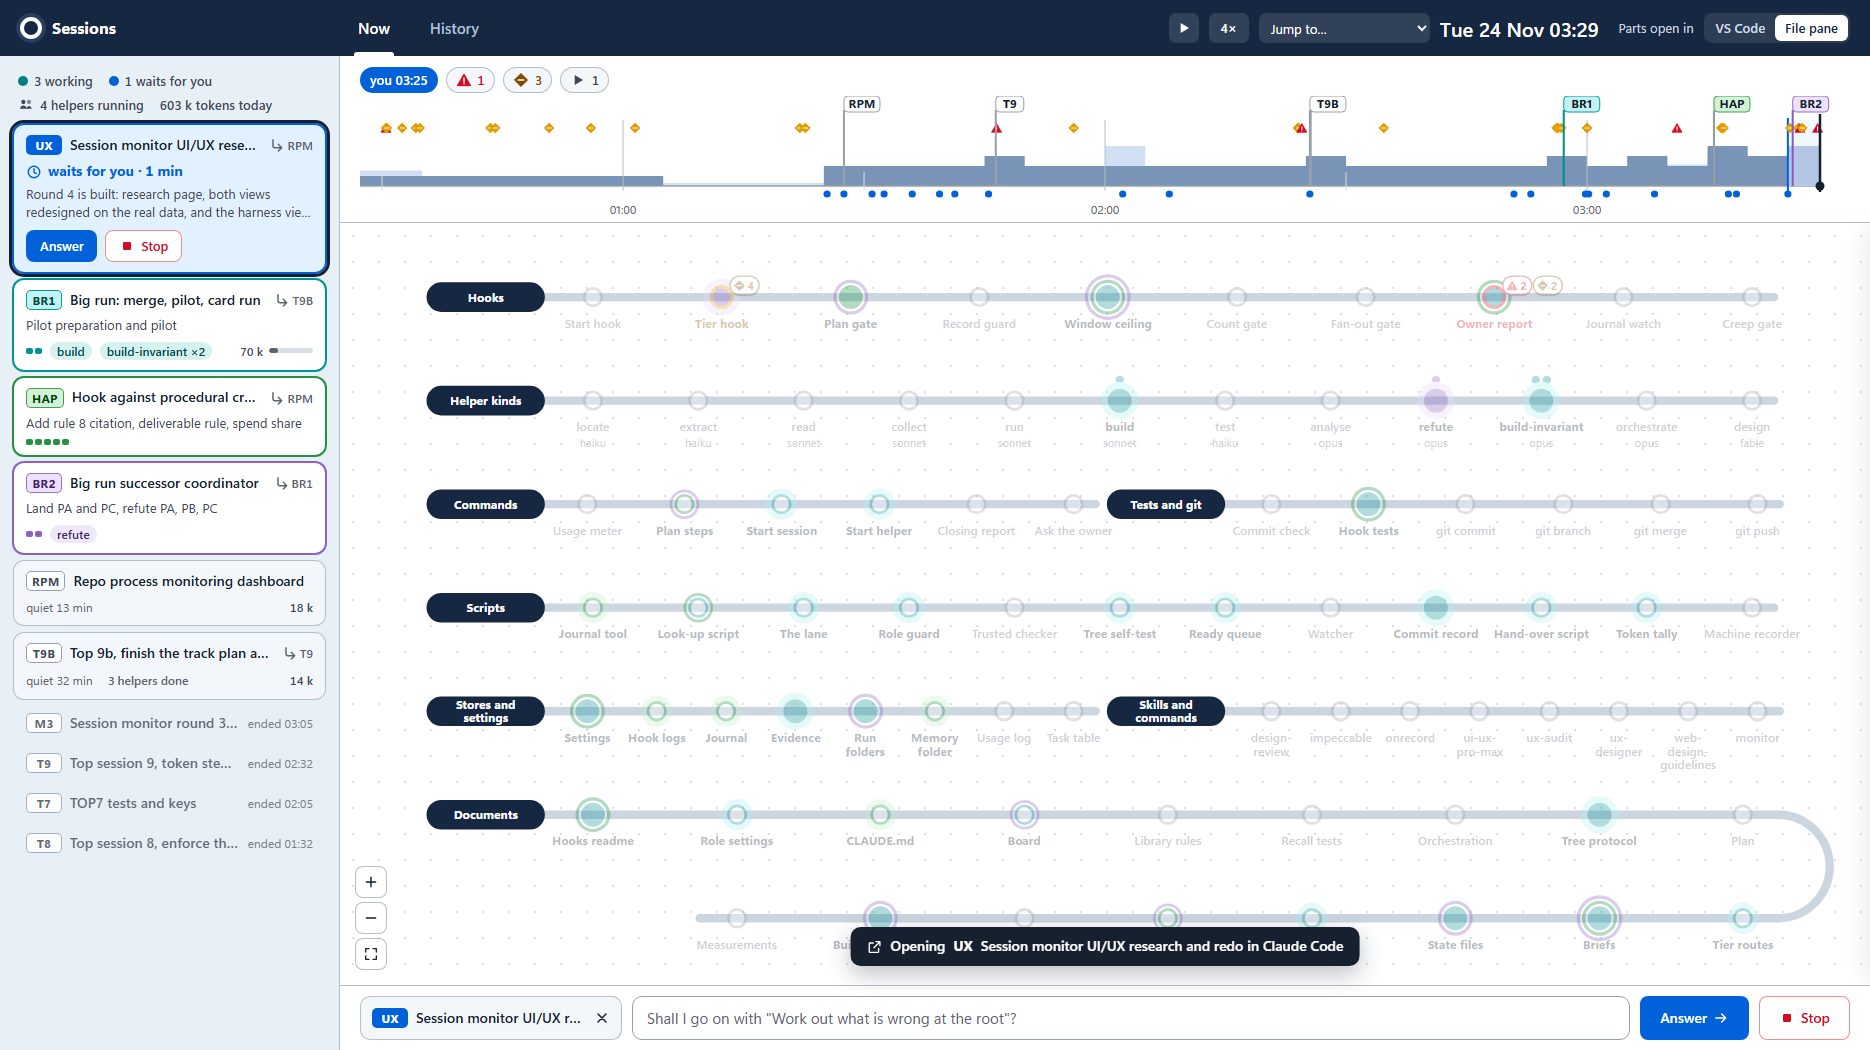 Sessions
Now
History
4×
Jump to...
Tue 24 Nov 03:29
Parts open in
VS Code
File pane
3 working
1 waits for you
4 helpers running
603 k tokens today
UX
Session monitor UI/UX rese...
RPM
waits for you · 1 min
Round 4 is built: research page, both views
redesigned on the real data, and the harness vie...
Answer
Stop
BR1
Big run: merge, pilot, card run
T9B
Pilot preparation and pilot
build
build-invariant ×2
70 k
HAP
Hook against procedural cr...
RPM
Add rule 8 citation, deliverable rule, spend share
BR2
Big run successor coordinator
BR1
Land PA and PC, refute PA, PB, PC
refute
RPM
Repo process monitoring dashboard
quiet 13 min
18 k
T9B
Top 9b, finish the track plan a...
T9
quiet 32 min
3 helpers done
14 k
M3
Session monitor round 3...
ended 03:05
T9
Top session 9, token ste...
ended 02:32
T7
TOP7 tests and keys
ended 02:05
T8
Top session 8, enforce th...
ended 01:32
you 03:25
1
3
1
RPM
T9
T9B
BR1
HAP
BR2
01:00
02:00
03:00
Hooks
4
2
2
Start hook
Tier hook
Plan gate
Record guard
Window ceiling
Count gate
Fan-out gate
Owner report
Journal watch
Creep gate
Helper kinds
locate
haiku
extract
haiku
read
sonnet
collect
sonnet
run
sonnet
build
sonnet
test
haiku
analyse
opus
refute
opus
build-invariant
opus
orchestrate
opus
design
fable
Commands
Usage meter
Plan steps
Start session
Start helper
Closing report
Ask the owner
Tests and git
Commit check
Hook tests
git commit
git branch
git merge
git push
Scripts
Journal tool
Look-up script
The lane
Role guard
Trusted checker
Tree self-test
Ready queue
Watcher
Commit record
Hand-over script
Token tally
Machine recorder
Stores and
settings
Settings
Hook logs
Journal
Evidence
Run
folders
Memory
folder
Usage log
Task table
Skills and
commands
design-
review
impeccable
onrecord
ui-ux-
pro-max
ux-audit
ux-
designer
web-
design-
guidelines
monitor
Documents
Hooks readme
Role settings
CLAUDE.md
Board
Library rules
Recall tests
Orchestration
Tree protocol
Plan
Measurements
State files
Briefs
Tier routes
Opening UX Session monitor UI/UX research and redo in Claude Code
UX
Session monitor UI/UX r...
Shall I go on with "Work out what is wrong at the root"?
Answer
Stop